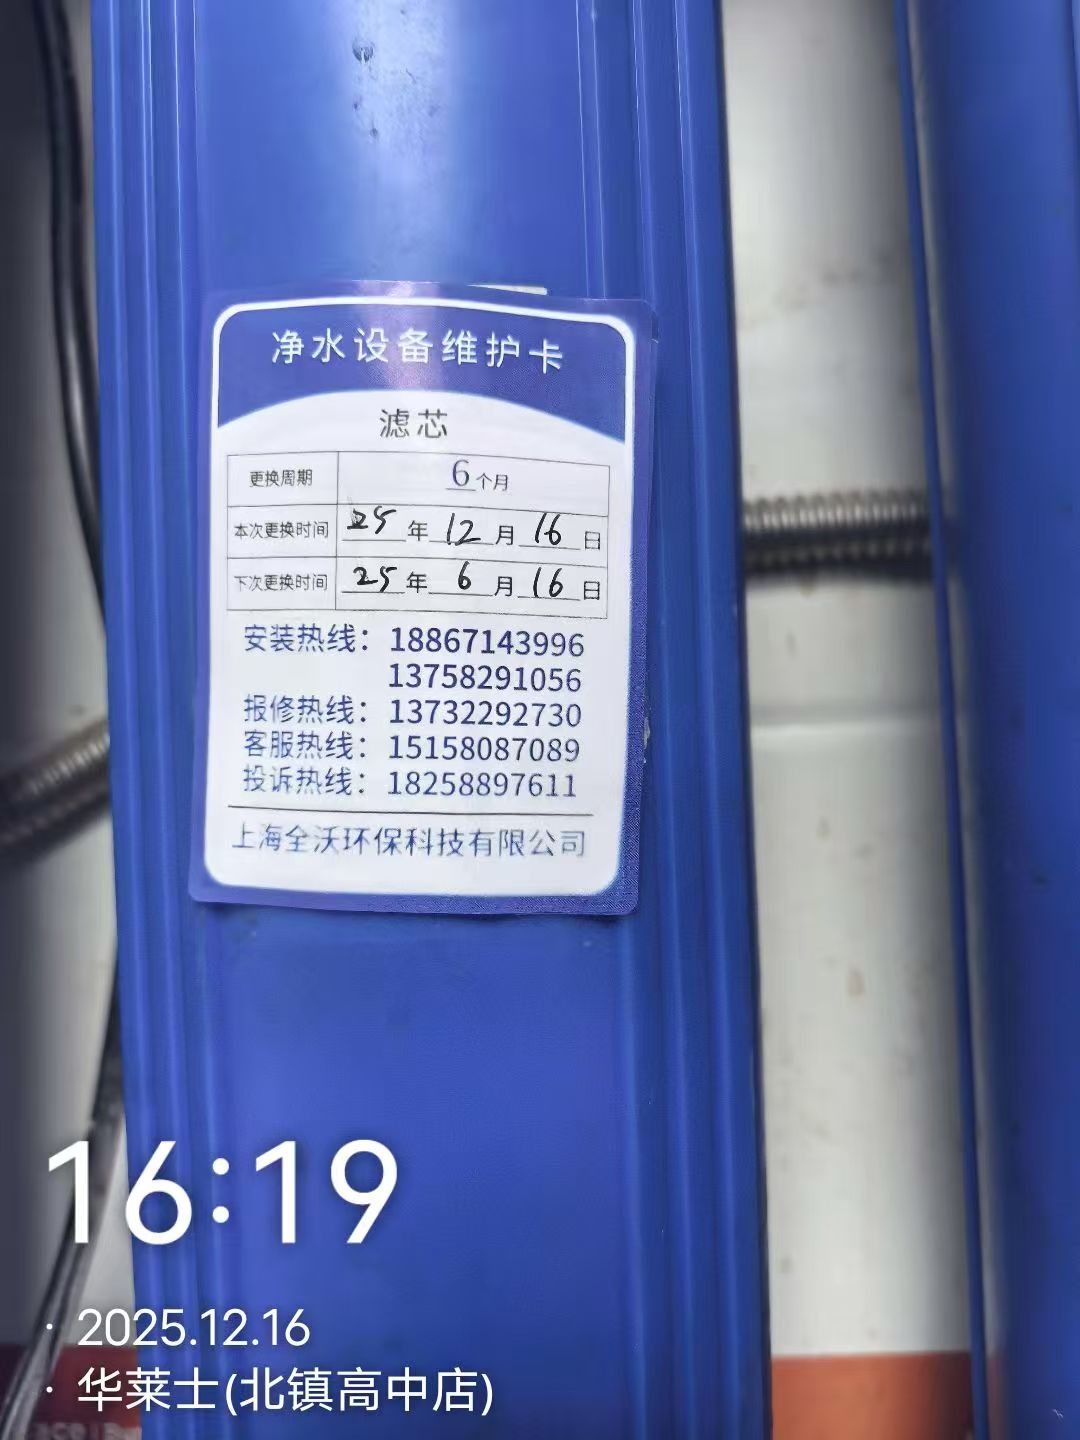 净水设备维护卡
滤芯
更换周期 6个月
本次更换时间 25年12月16日
下次更换时间 25年6月16日
安装热线：18867143996
13758291056
报修热线：13732292730
客服热线：15158087089
投诉热线：18258897611
上海全沃环保科技有限公司
16:19
· 2025.12.16
· 华莱士(北镇高中店)